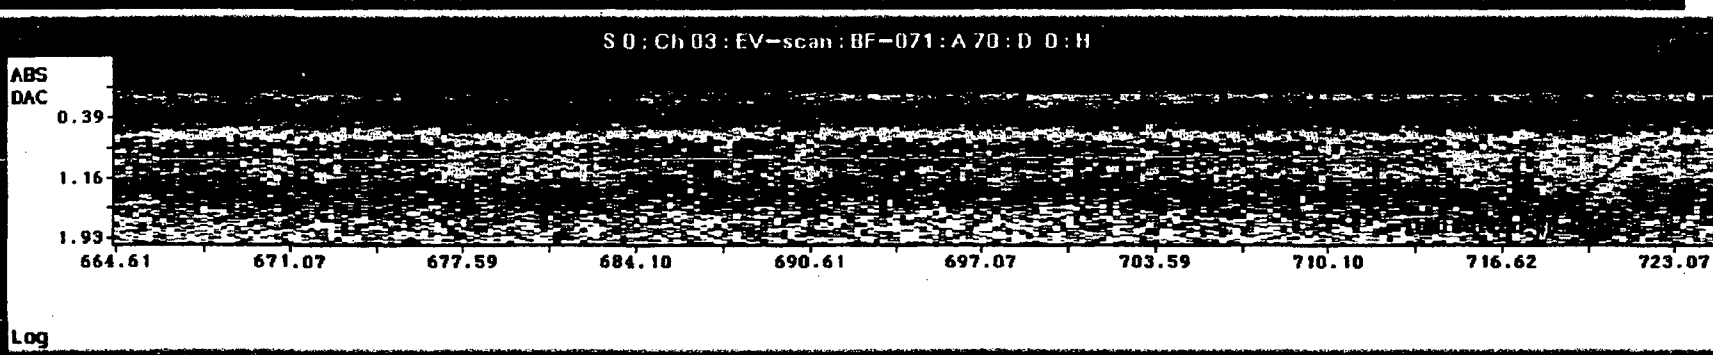 S 0 : Ch 03 : EV-scan : BF-071 : A 70 : D 0 : H
ABS
DAC
0.39
1.16
1.93
664.61 671.07 677.59 684.10 690.61 697.07 703.59 710.10 716.62 723.07
Log